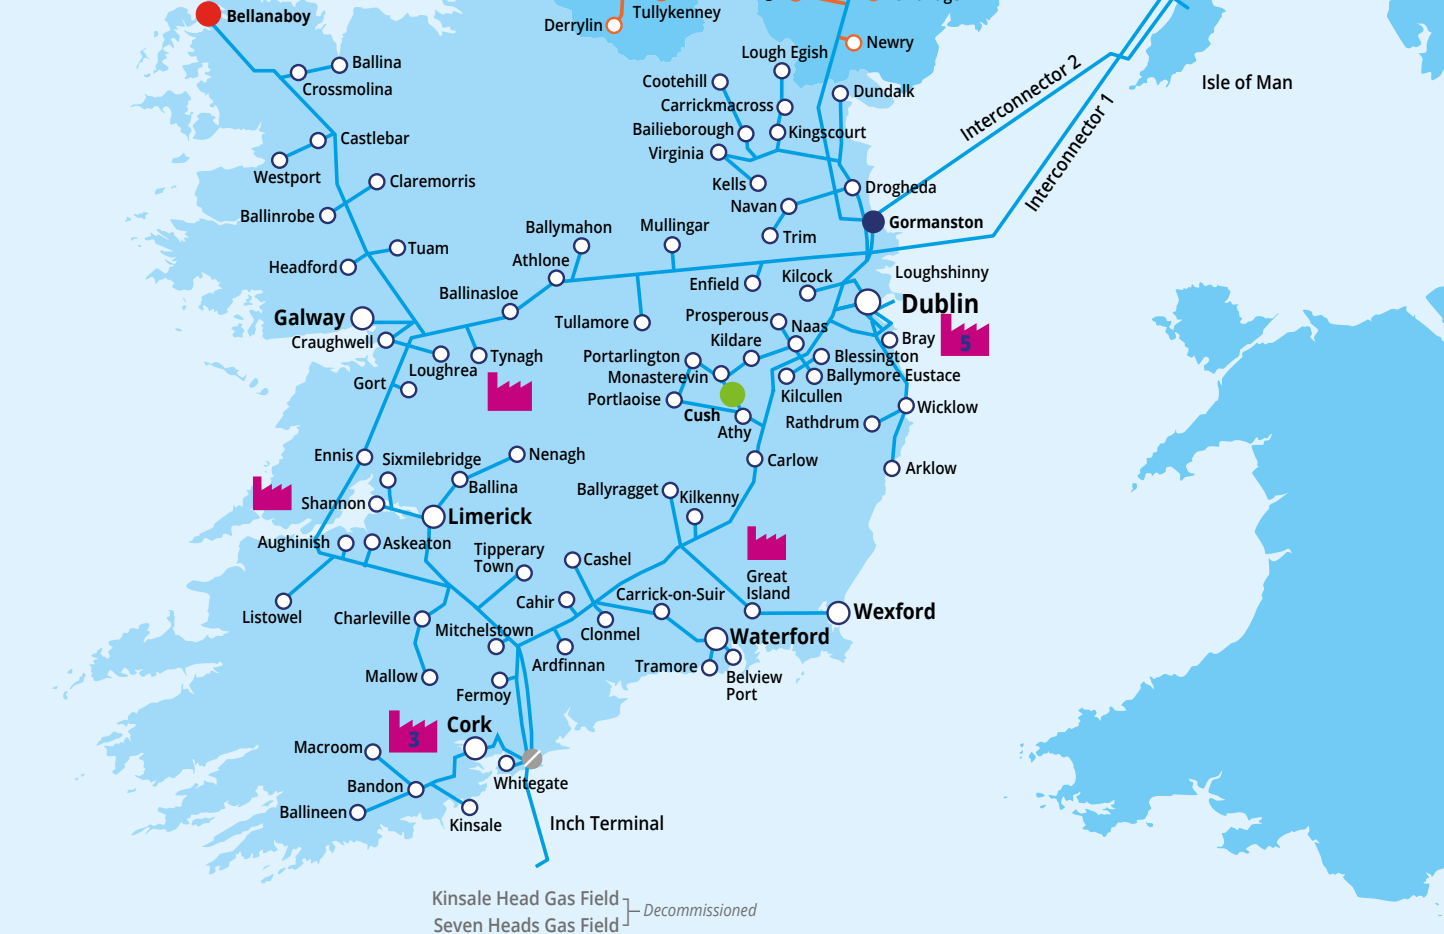 Bellanaboy
Derrylin
Tullykenney
Newry
Lough Egish
Ballina
Crossmolina
Cootehill
Dundalk
Carrickmacross
Isle of Man
Interconnector 2
Interconnector 1
Castlebar
Bailieborough
Kingscourt
Virginia
Westport
Claremorris
Kells
Drogheda
Navan
Ballinrobe
Gormanston
Ballymahon
Mullingar
Trim
Tuam
Headford
Athlone
Kilcock
Loughshinny
Enfield
Ballinasloe
Dublin
Galway
Tullamore
Prosperous
Naas
Craughwell
Kildare
Bray
5
Loughrea
Tynagh
Portarlington
Blessington
Monasterevin
Ballymore Eustace
Gort
Portlaoise
Kilcullen
Cush
Wicklow
Athy
Rathdrum
Ennis
Sixmilebridge
Nenagh
Carlow
Arklow
Ballina
Ballyragget
Kilkenny
Shannon
Limerick
Aughinish
Askeaton
Tipperary
Town
Cashel
Great
Island
Listowel
Cahir
Carrick-on-Suir
Wexford
Charleville
Mitchelstown
Clonmel
Waterford
Ardfinnan
Tramore
Belview
Port
Mallow
Fermoy
Cork
3
Macroom
Whitegate
Bandon
Ballineen
Kinsale
Inch Terminal
Kinsale Head Gas Field
Decommissioned
Seven Heads Gas Field